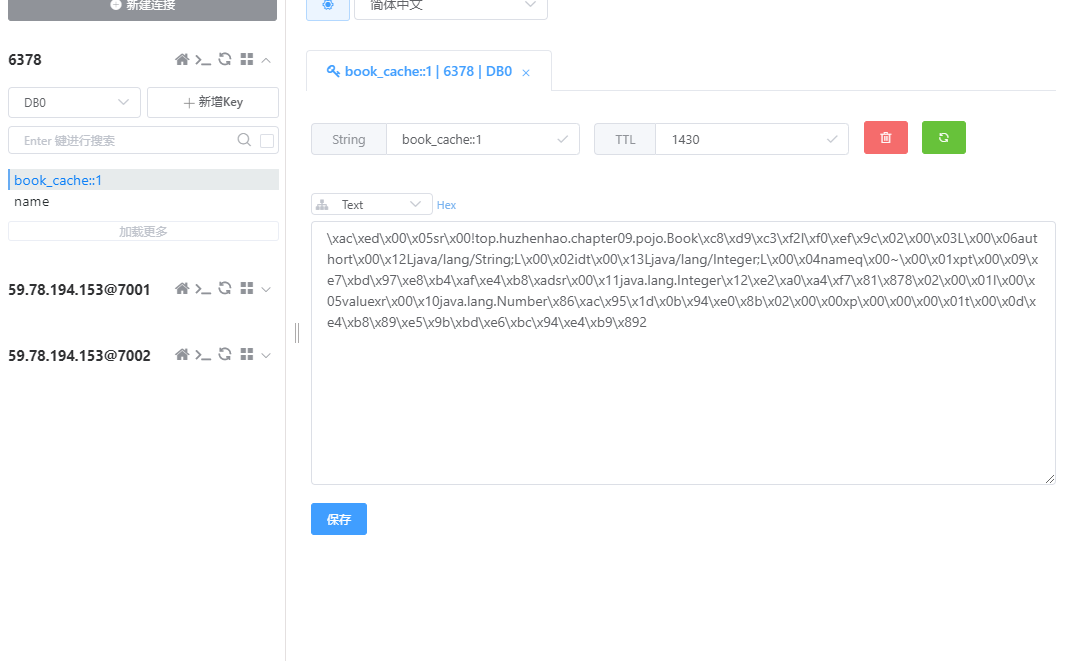 新建连接
简体中文
6378
DB0
新增Key
Enter 键进行搜索
book_cache::1
name
加载更多
59.78.194.153@7001
59.78.194.153@7002
book_cache::1 | 6378 | DB0 ×
String book_cache::1 TTL 1430
Text Hex
\xac\xed\x00\x05sr\x00!top.huzhenhao.chapter09.pojo.Book\xc8\xd9\xc3\xf2I\xf0\xef\x9c\x02\x00\x03L\x00\x06aut
hort\x00\x12Ljava/lang/String;L\x00\x02idt\x00\x13Ljava/lang/Integer;L\x00\x04nameq\x00~\x00\x01xpt\x00\x09\x
e7\xbd\x97\xe8\xb4\xaf\xe4\xb8\xadsr\x00\x11java.lang.Integer\x12\xe2\xa0\xa4\xf7\x81\x878\x02\x00\x01I\x00\x
05valuexr\x00\x10java.lang.Number\x86\xac\x95\x1d\x0b\x94\xe0\x8b\x02\x00\x00xp\x00\x00\x00\x01t\x00\x0d\x
e4\xb8\x89\xe5\x9b\xbd\xe6\xbc\x94\xe4\xb9\x892
保存